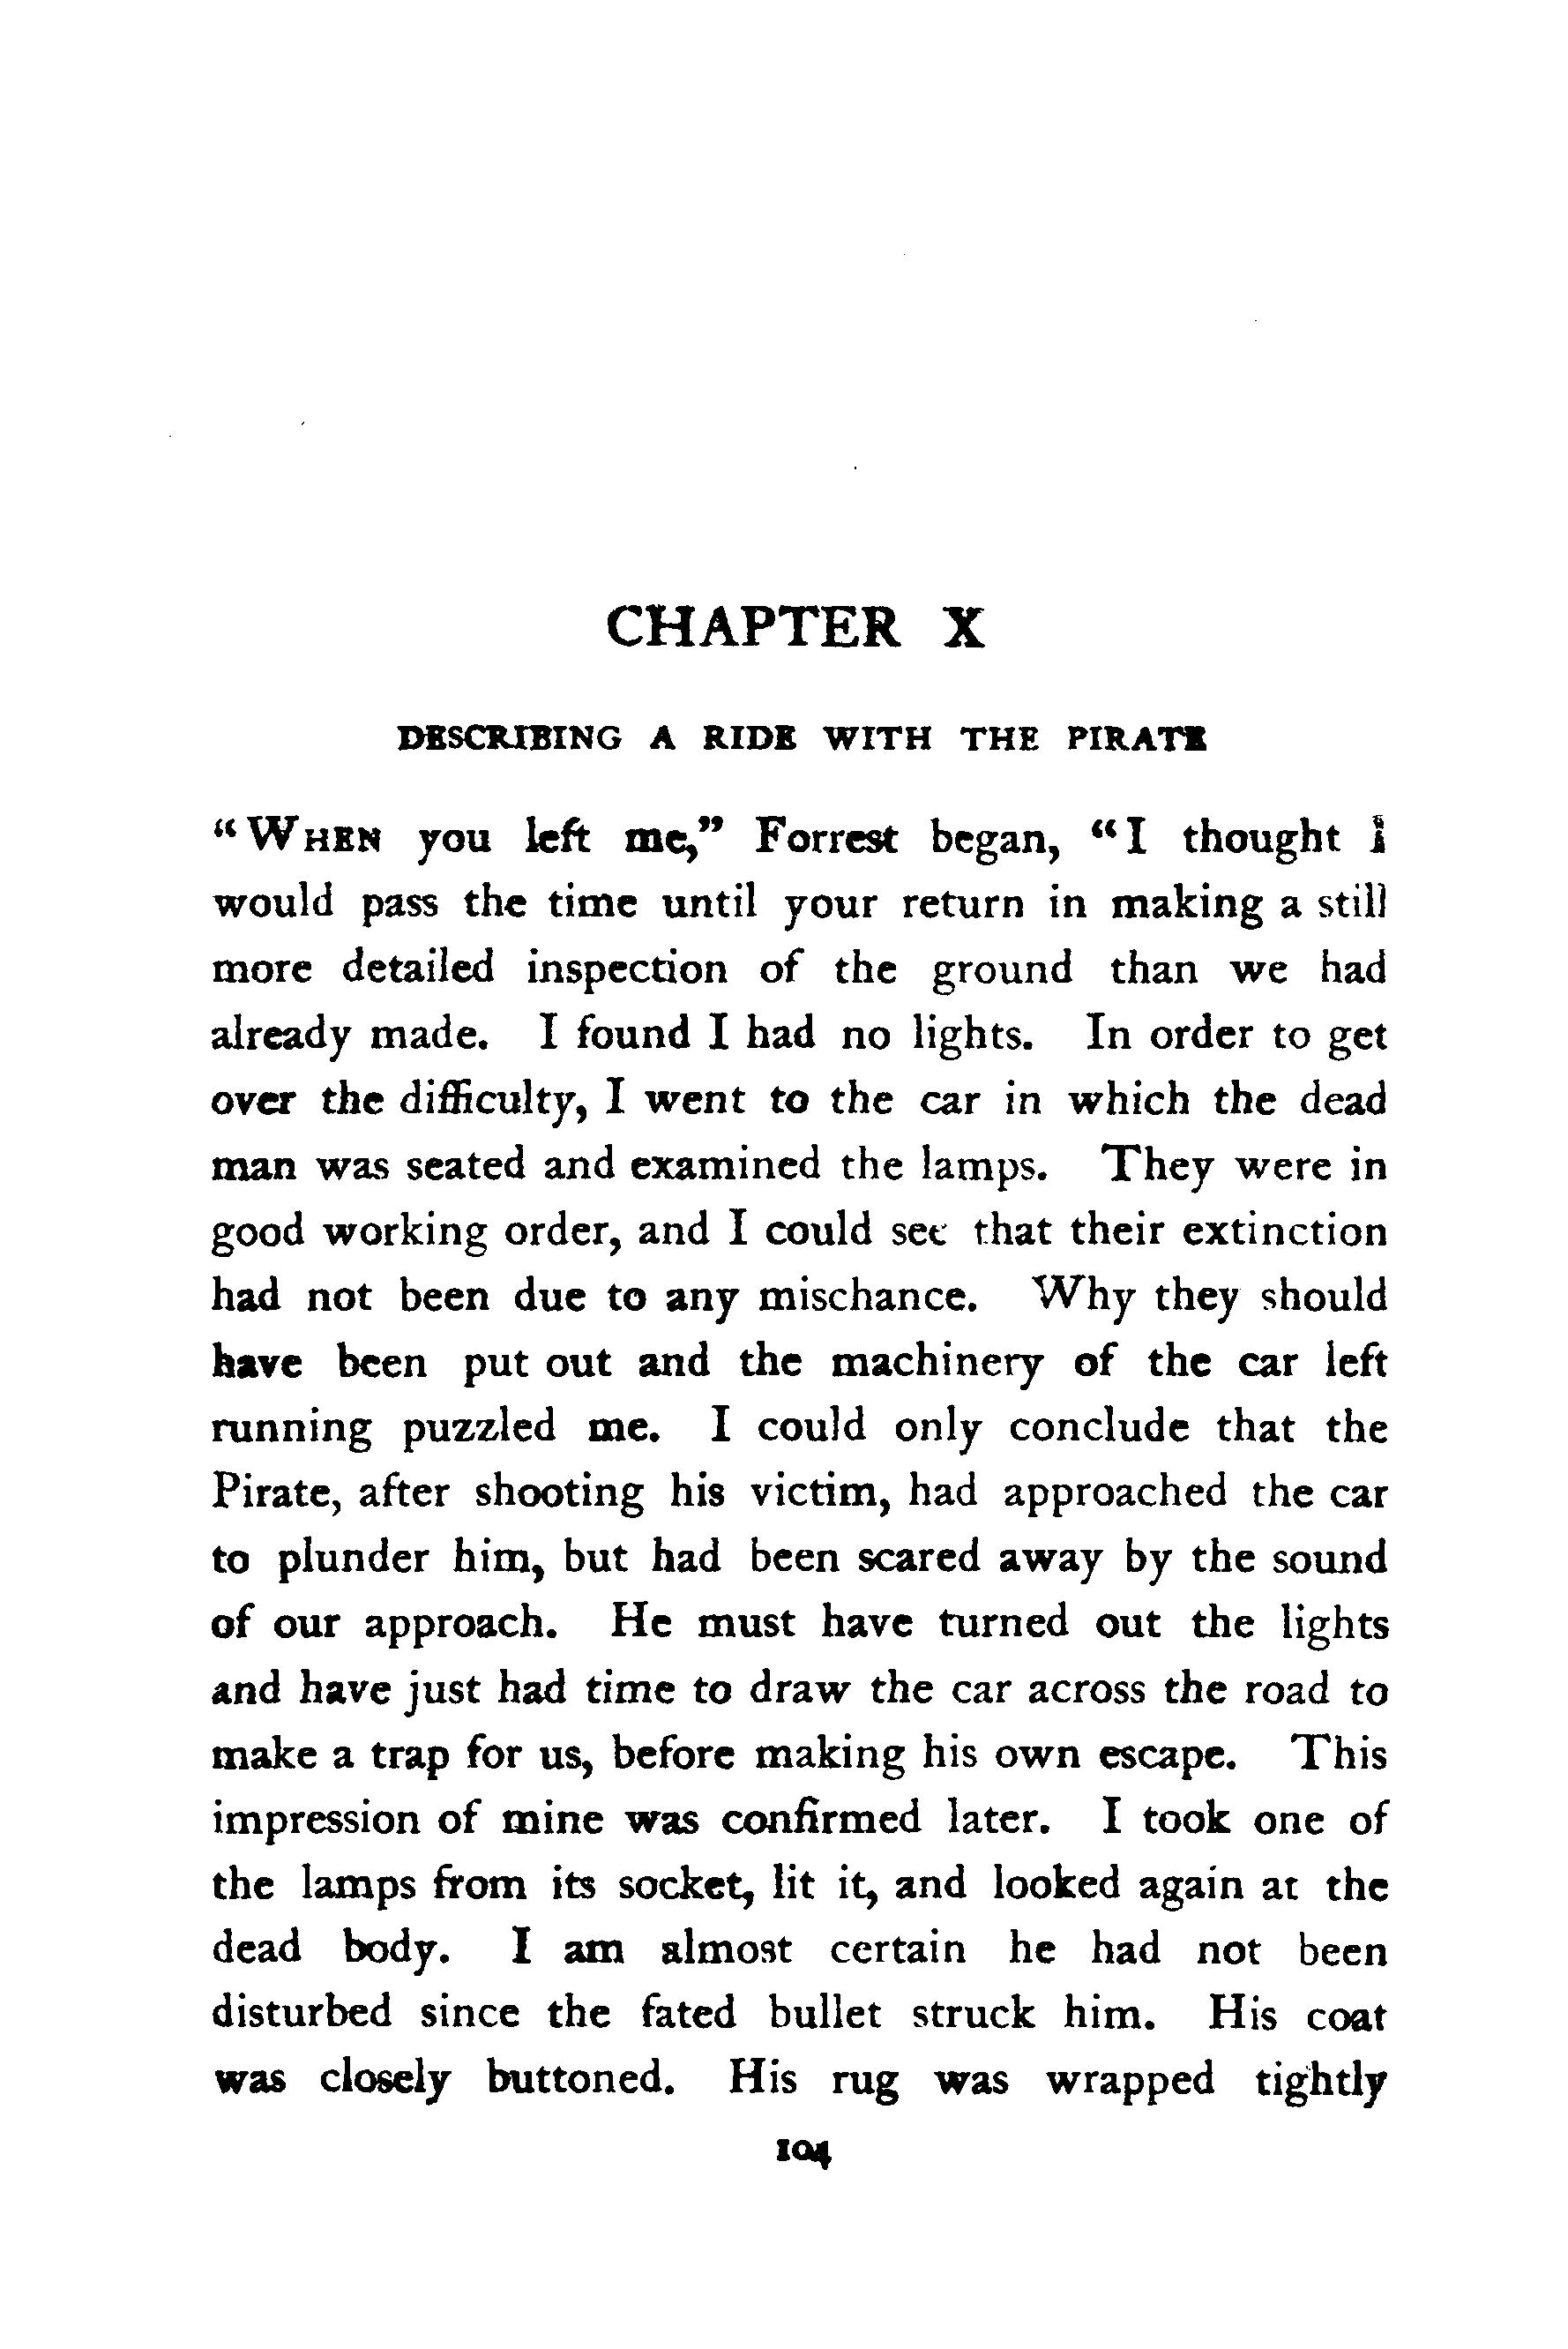 CHAPTER X
DESCRIBING A RIDE WITH THE PIRATE
“WHEN you left me,” Forrest began, “I thought I
would pass the time until your return in making a still
more detailed inspection of the ground than we had
already made. I found I had no lights. In order to get
over the difficulty, I went to the car in which the dead
man was seated and examined the lamps. They were in
good working order, and I could see that their extinction
had not been due to any mischance. Why they should
have been put out and the machinery of the car left
running puzzled me. I could only conclude that the
Pirate, after shooting his victim, had approached the car
to plunder him, but had been scared away by the sound
of our approach. He must have turned out the lights
and have just had time to draw the car across the road to
make a trap for us, before making his own escape. This
impression of mine was confirmed later. I took one of
the lamps from its socket, lit it, and looked again at the
dead body. I am almost certain he had not been
disturbed since the fated bullet struck him. His coat
was closely buttoned. His rug was wrapped tightly
104